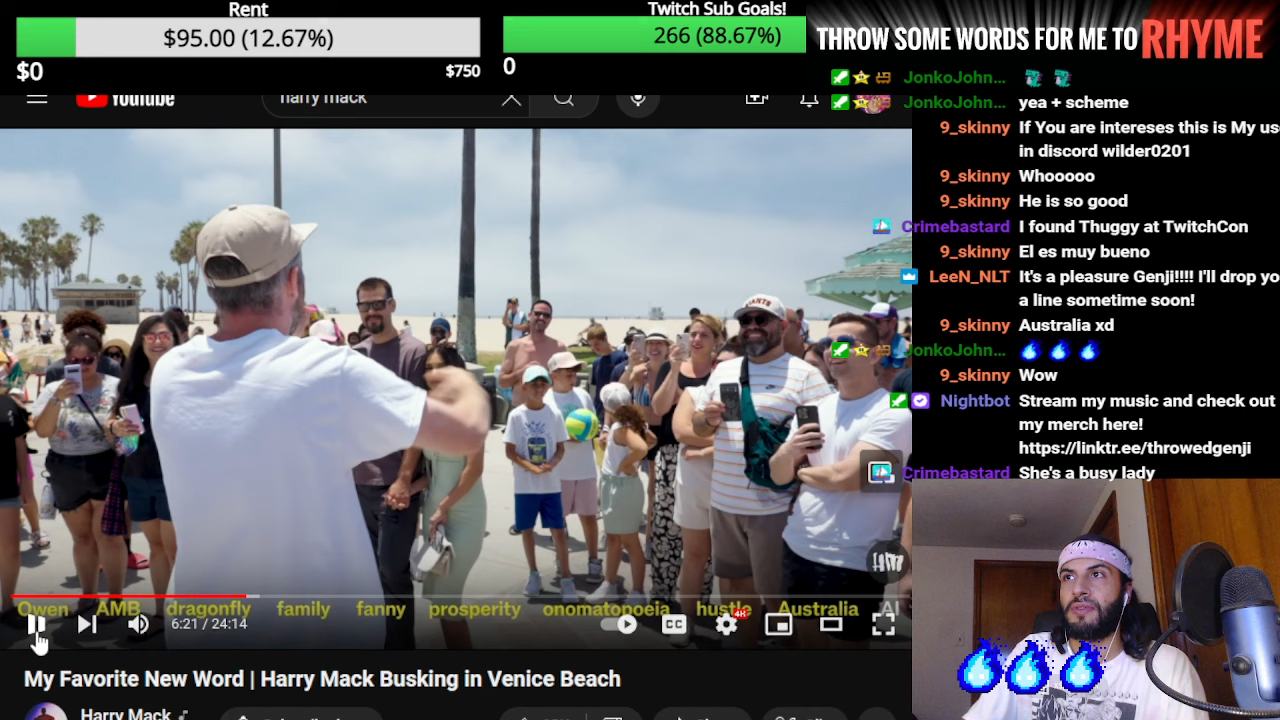 Rent
$95.00 (12.67%)
$0
$750
Twitch Sub Goals!
266 (88.67%)
0
THROW SOME WORDS FOR ME TO RHYME
YouTube
harry mack
JonkoJohn...
JonkoJohn... yea + scheme
9_skinny If You are intereses this is My us
in discord wilder0201
9_skinny Whooooo
9_skinny He is so good
Crimebastard I found Thuggy at TwitchCon
9_skinny El es muy bueno
LeeN_NLT It's a pleasure Genji!!!! I'll drop yo
a line sometime soon!
9_skinny Australia xd
JonkoJohn...
9_skinny Wow
Nightbot Stream my music and check out
my merch here!
https://linktr.ee/throwedgenji
Crimebastard She's a busy lady
GIANTS
Owen AMB dragonfly family fanny prosperity onomatopoeia hustle Australia AI
6:21 / 24:14
CC
4K
HM
My Favorite New Word | Harry Mack Busking in Venice Beach
Harry Mack